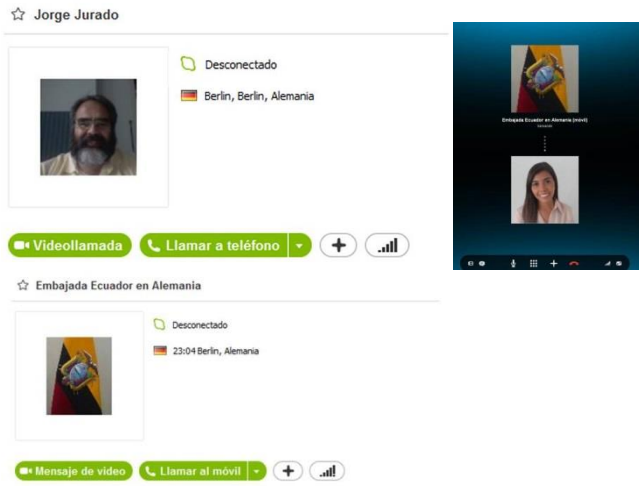 Jorge Jurado
Desconectado
Berlin, Berlin, Alemania
Videollamada
Llamar a teléfono
Embajada Ecuador en Alemania
Desconectado
23:04 Berlin, Alemania
Mensaje de video
Llamar al móvil
Embajada Ecuador en Alemania (móvil)